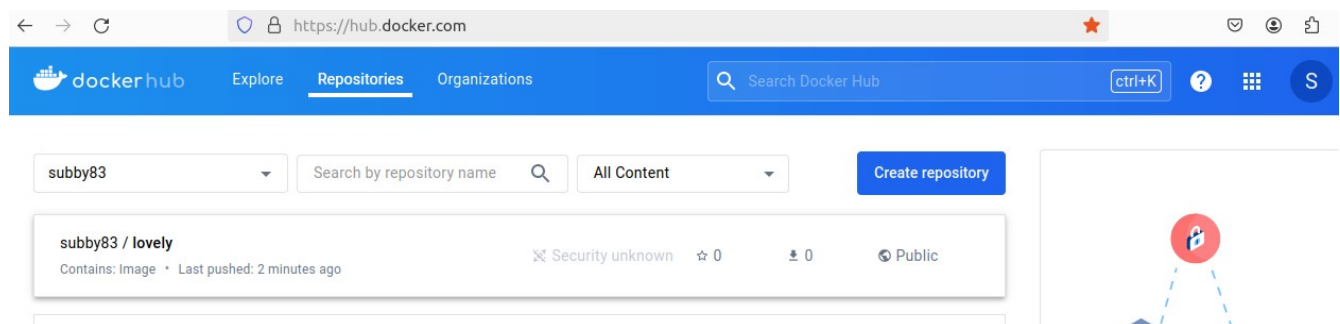 https://hub.docker.com
dockerhub Explore Repositories Organizations Search Docker Hub ctrl+K ? S
subby83 Search by repository name All Content Create repository
subby83 / lovely
Security unknown 0 0 Public
Contains: Image • Last pushed: 2 minutes ago